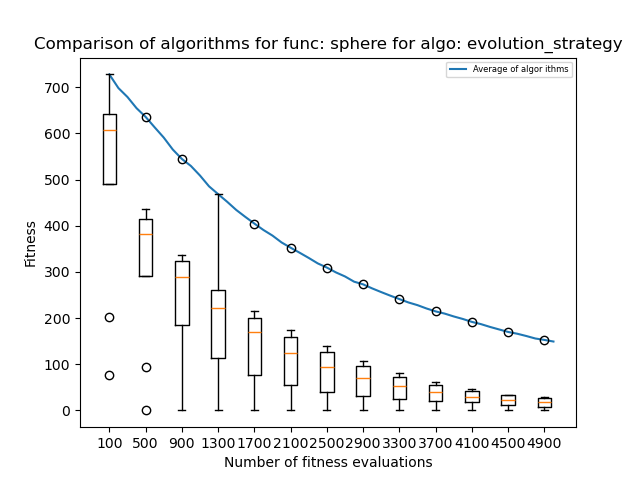 Comparison of algorithms for func: sphere for algo: evolution_strategy
Average of algor ithms
700
600
500
400
300
200
100
0
Fitness
100 500 900 1300 1700 2100 2500 2900 3300 3700 4100 4500 4900
Number of fitness evaluations